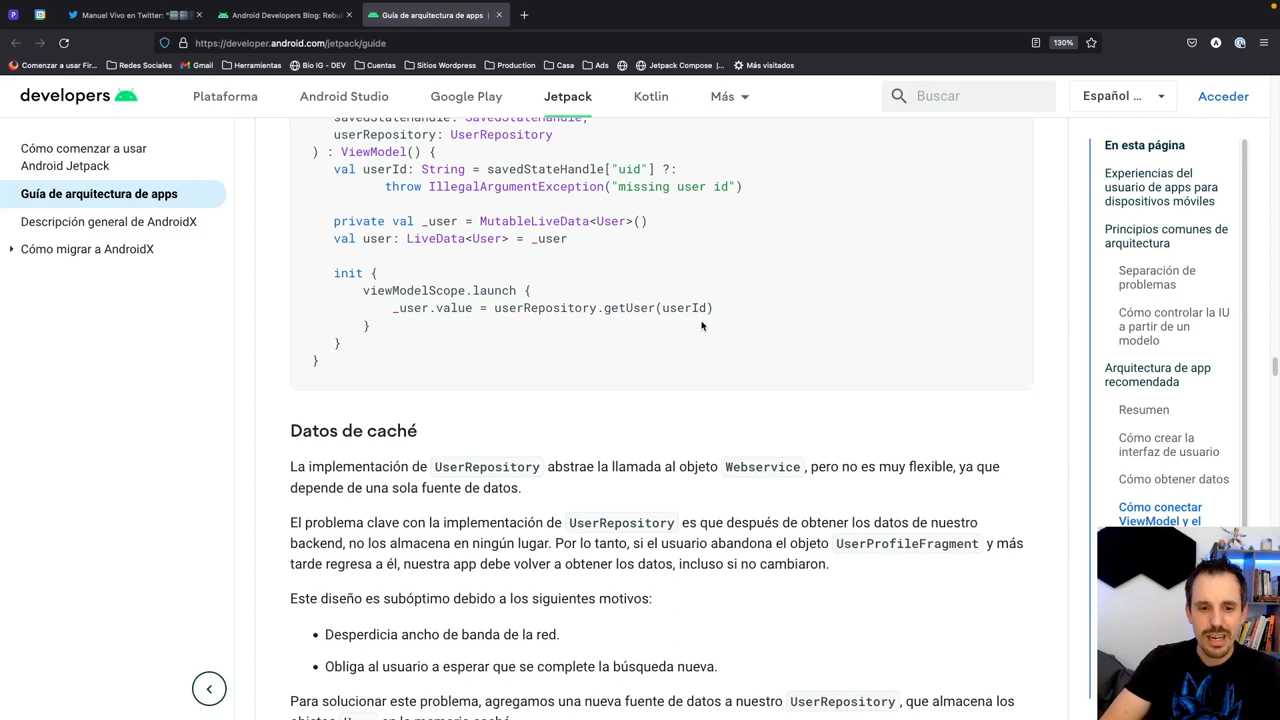 Manuel Vivo en Twitter: "
Android Developers Blog: Rebui
Guía de arquitectura de apps
https://developer.android.com/jetpack/guide
130%
Comenzar a usar Fir…
Redes Sociales
Gmail
Herramientas
Bio IG - DEV
Cuentas
Sitios Wordpress
Production
Casa
Ads
Jetpack Compose |…
Más visitados
developers
Plataforma
Android Studio
Google Play
Jetpack
Kotlin
Más
Buscar
Español …
Acceder
Cómo comenzar a usar
Android Jetpack
Guía de arquitectura de apps
Descripción general de AndroidX
Cómo migrar a AndroidX
savedStateHandle: SavedStateHandle,
userRepository: UserRepository
) : ViewModel() {
val userId: String = savedStateHandle["uid"] ?:
throw IllegalArgumentException("missing user id")
private val _user = MutableLiveData<User>()
val user: LiveData<User> = _user
init {
viewModelScope.launch {
_user.value = userRepository.getUser(userId)
}
}
}
Datos de caché
La implementación de UserRepository abstrae la llamada al objeto Webservice, pero no es muy flexible, ya que
depende de una sola fuente de datos.
El problema clave con la implementación de UserRepository es que después de obtener los datos de nuestro
backend, no los almacena en ningún lugar. Por lo tanto, si el usuario abandona el objeto UserProfileFragment y más
tarde regresa a él, nuestra app debe volver a obtener los datos, incluso si no cambiaron.
Este diseño es subóptimo debido a los siguientes motivos:
• Desperdicia ancho de banda de la red.
• Obliga al usuario a esperar que se complete la búsqueda nueva.
Para solucionar este problema, agregamos una nueva fuente de datos a nuestro UserRepository, que almacena los
objetos User en la memoria caché.
En esta página
Experiencias del
usuario de apps para
dispositivos móviles
Principios comunes de
arquitectura
Separación de
problemas
Cómo controlar la IU
a partir de un
modelo
Arquitectura de app
recomendada
Resumen
Cómo crear la
interfaz de usuario
Cómo obtener datos
Cómo conectar
ViewModel y el